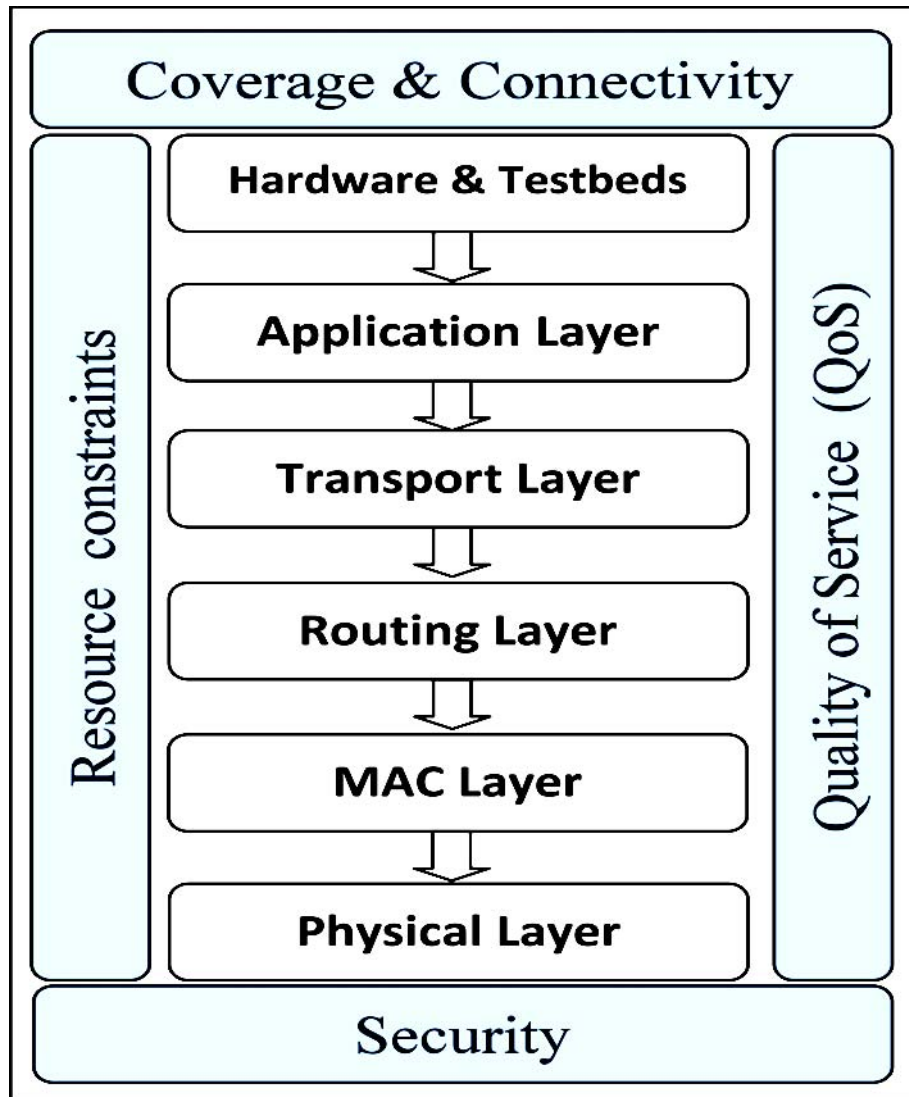 Coverage & Connectivity
Resource constraints
Hardware & Testbeds
Application Layer
Transport Layer
Routing Layer
MAC Layer
Physical Layer
Quality of Service (QoS)
Security